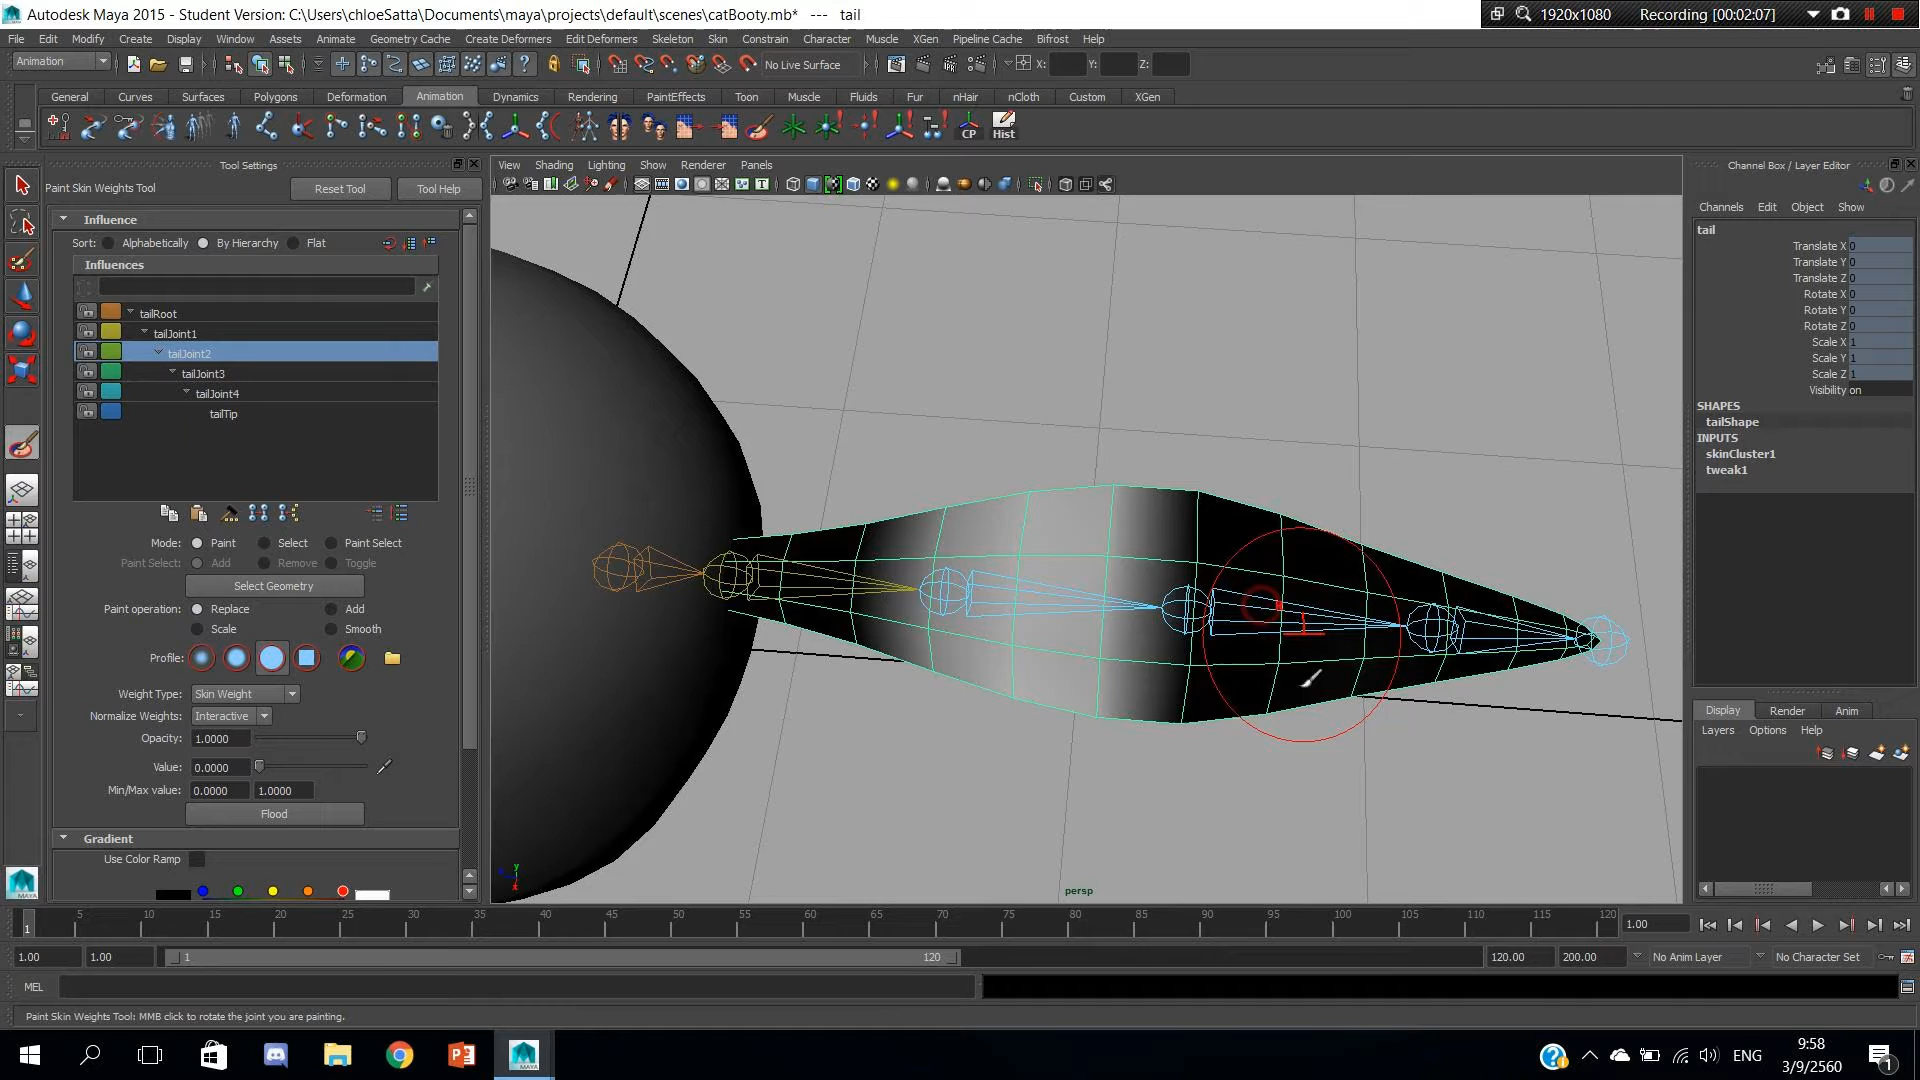 Autodesk Maya 2015 - Student Version: C:\Users\chloeSatta\Documents\maya\projects\default\scenes\catBooty.mb* --- tail
1920x1080 Recording [00:02:07]
File Edit Modify Create Display Window Assets Animate Geometry Cache Create Deformers Edit Deformers Skeleton Skin Constrain Character Muscle XGen Pipeline Cache Bifrost Help
Animation No Live Surface X: Y: Z:
General Curves Surfaces Polygons Deformation Animation Dynamics Rendering PaintEffects Toon Muscle Fluids Fur nHair nCloth Custom XGen
CP Hist
Tool Settings
View Shading Lighting Show Renderer Panels
Channel Box / Layer Editor
Paint Skin Weights Tool Reset Tool Tool Help
Channels Edit Object Show
Influence
Sort: Alphabetically By Hierarchy Flat
Influences
tailRoot
tailJoint1
tailJoint2
tailJoint3
tailJoint4
tailTip
Mode: Paint Select Paint Select
Paint Select: Add Remove Toggle
Select Geometry
Paint operation: Replace Add
Scale Smooth
Profile:
Weight Type: Skin Weight
Normalize Weights: Interactive
Opacity: 1.0000
Value: 0.0000
Min/Max value: 0.0000 1.0000
Flood
Gradient
Use Color Ramp
persp
tail
Translate X 0
Translate Y 0
Translate Z 0
Rotate X 0
Rotate Y 0
Rotate Z 0
Scale X 1
Scale Y 1
Scale Z 1
Visibility on
SHAPES
tailShape
INPUTS
skinCluster1
tweak1
Display Render Anim
Layers Options Help
1 5 10 15 20 25 30 35 40 45 50 55 60 65 70 75 80 85 90 95 100 105 110 115 120 1.00
1.00 1.00 1 120 120.00 200.00 No Anim Layer No Character Set
MEL
Paint Skin Weights Tool: MMB click to rotate the joint you are painting.
ENG
9:58
3/9/2560
1